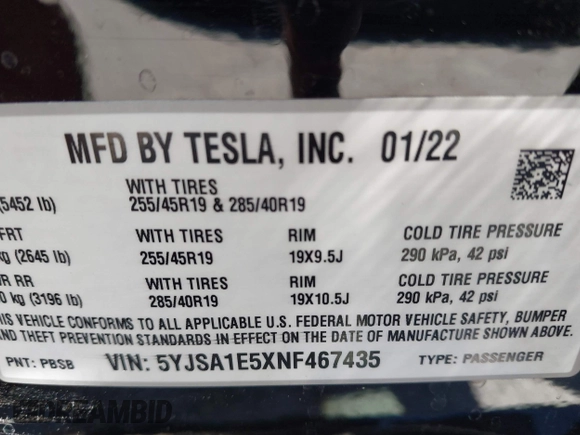 MFD BY TESLA, INC. 01/22
(5452 lb) WITH TIRES 255/45R19 & 285/40R19
FRT WITH TIRES RIM COLD TIRE PRESSURE
kg (2645 lb) 255/45R19 19X9.5J 290 kPa, 42 psi
RR WITH TIRES RIM COLD TIRE PRESSURE
0 kg (3196 lb) 285/40R19 19X10.5J 290 kPa, 42 psi
VEHICLE CONFORMS TO ALL APPLICABLE U.S. FEDERAL MOTOR VEHICLE SAFETY, BUMPER
AND THEFT PREVENTION STANDARDS IN EFFECT ON THE DATE OF MANUFACTURE SHOWN ABOVE.
PNT: PBSB VIN: 5YJSA1E5XNF467435 TYPE: PASSENGER